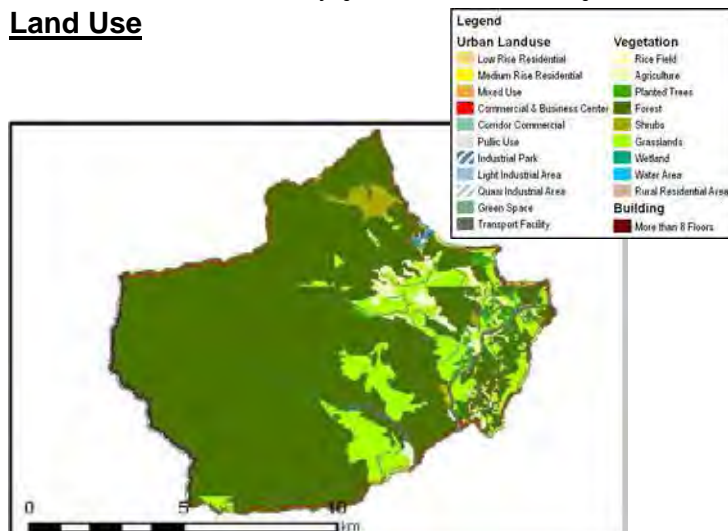 Land Use
Legend
Urban Landuse
Low Rise Residential
Medium Rise Residential
Mixed Use
Commercial & Business Center
Corridor Commercial
Pullic Use
Industrial Park
Light Industrial Area
Quasi Industrial Area
Green Space
Transport Facility
Vegetation
Rice Field
Agriculture
Planted Trees
Forest
Shrubs
Grasslands
Wetland
Water Area
Rural Residential Area
Building
More than 8 Floors
0 5 10
km